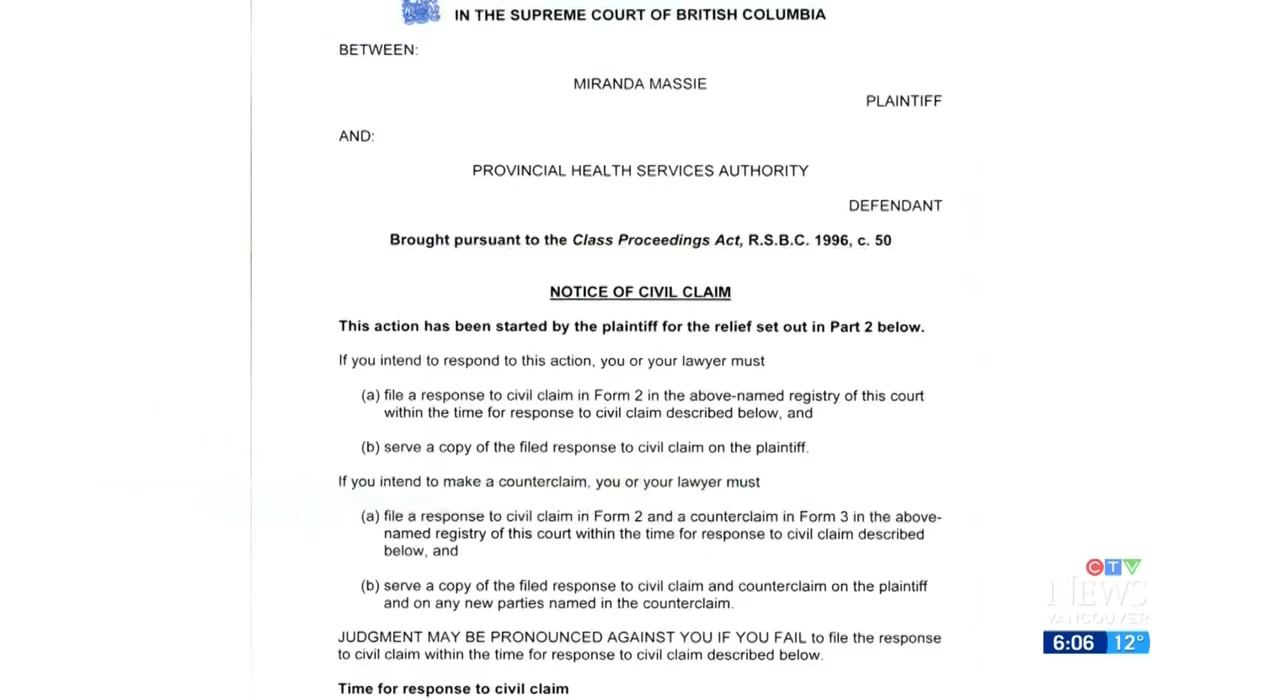 IN THE SUPREME COURT OF BRITISH COLUMBIA
BETWEEN:
MIRANDA MASSIE
PLAINTIFF
AND:
PROVINCIAL HEALTH SERVICES AUTHORITY
DEFENDANT
Brought pursuant to the Class Proceedings Act, R.S.B.C. 1996, c. 50
NOTICE OF CIVIL CLAIM
This action has been started by the plaintiff for the relief set out in Part 2 below.
If you intend to respond to this action, you or your lawyer must
(a) file a response to civil claim in Form 2 in the above-named registry of this court
within the time for response to civil claim described below, and
(b) serve a copy of the filed response to civil claim on the plaintiff.
If you intend to make a counterclaim, you or your lawyer must
(a) file a response to civil claim in Form 2 and a counterclaim in Form 3 in the above-
named registry of this court within the time for response to civil claim described
below, and
(b) serve a copy of the filed response to civil claim and counterclaim on the plaintiff
and on any new parties named in the counterclaim.
JUDGMENT MAY BE PRONOUNCED AGAINST YOU IF YOU FAIL to file the response
to civil claim within the time for response to civil claim described below.
Time for response to civil claim
CTV
NEWS
VANCOUVER
6:06 12°